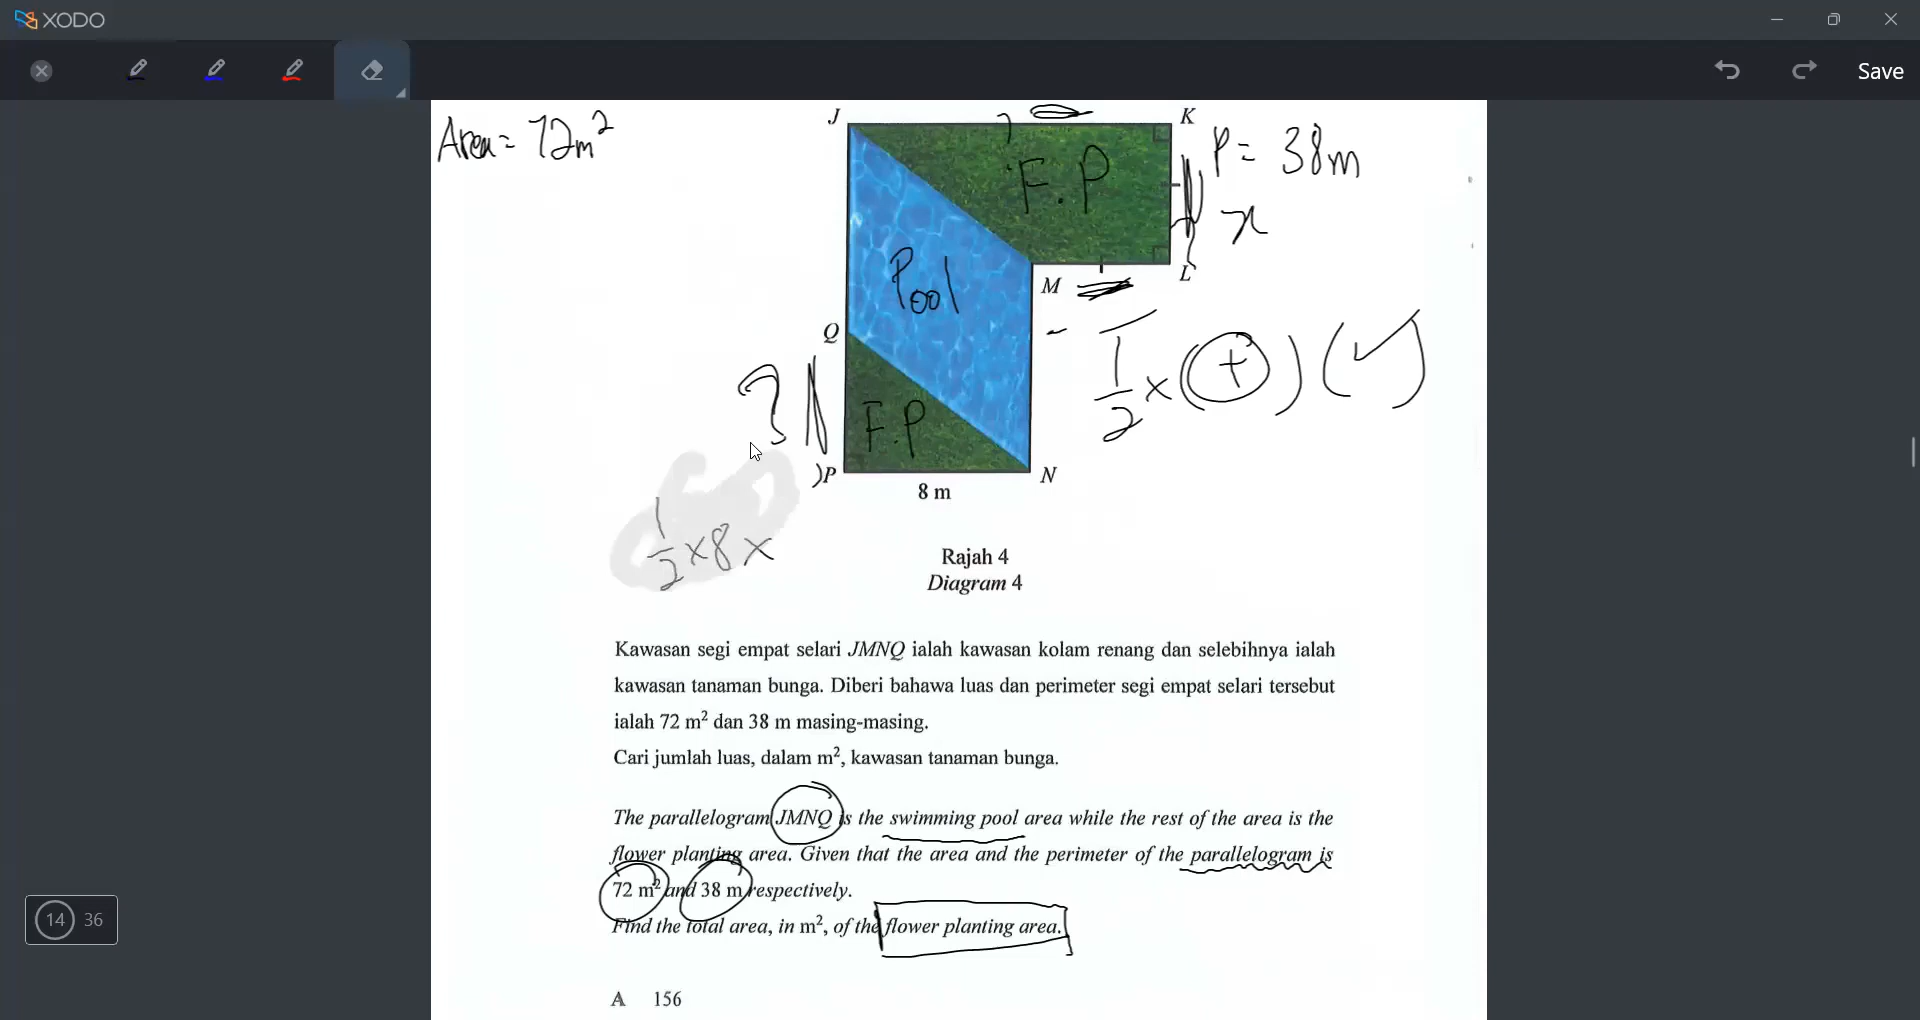 XODO
Save
Area = 72m²
J
K
P = 38m
F.P
x
Pool
M
L
Q
1/2 × ( + ) ( ✓ )
?
F.P
P
N
8 m
1/2 × 8 ×
Rajah 4
Diagram 4
Kawasan segi empat selari JMNQ ialah kawasan kolam renang dan selebihnya ialah
kawasan tanaman bunga. Diberi bahawa luas dan perimeter segi empat selari tersebut
ialah 72 m² dan 38 m masing-masing.
Cari jumlah luas, dalam m², kawasan tanaman bunga.
The parallelogram JMNQ is the swimming pool area while the rest of the area is the
flower planting area. Given that the area and the perimeter of the parallelogram is
72 m² and 38 m respectively.
Find the total area, in m², of the flower planting area.
14 36
A 156